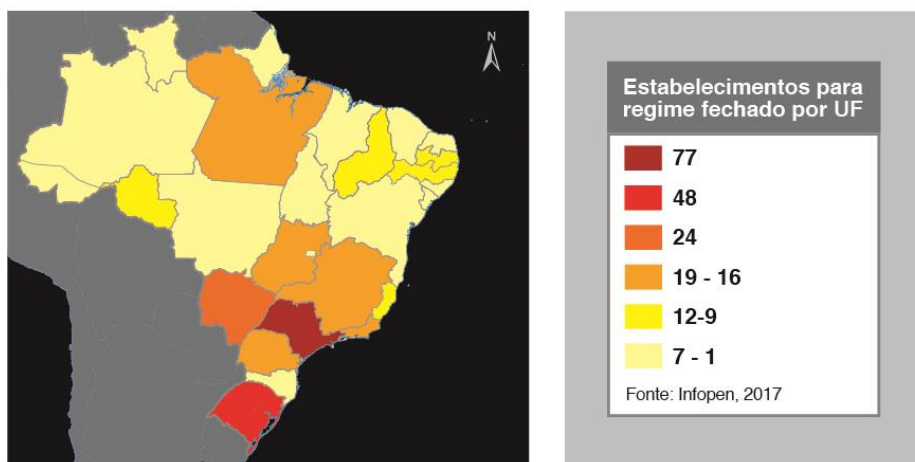 N
Estabelecimentos para
regime fechado por UF
77
48
24
19 - 16
12-9
7 - 1
Fonte: Infopen, 2017